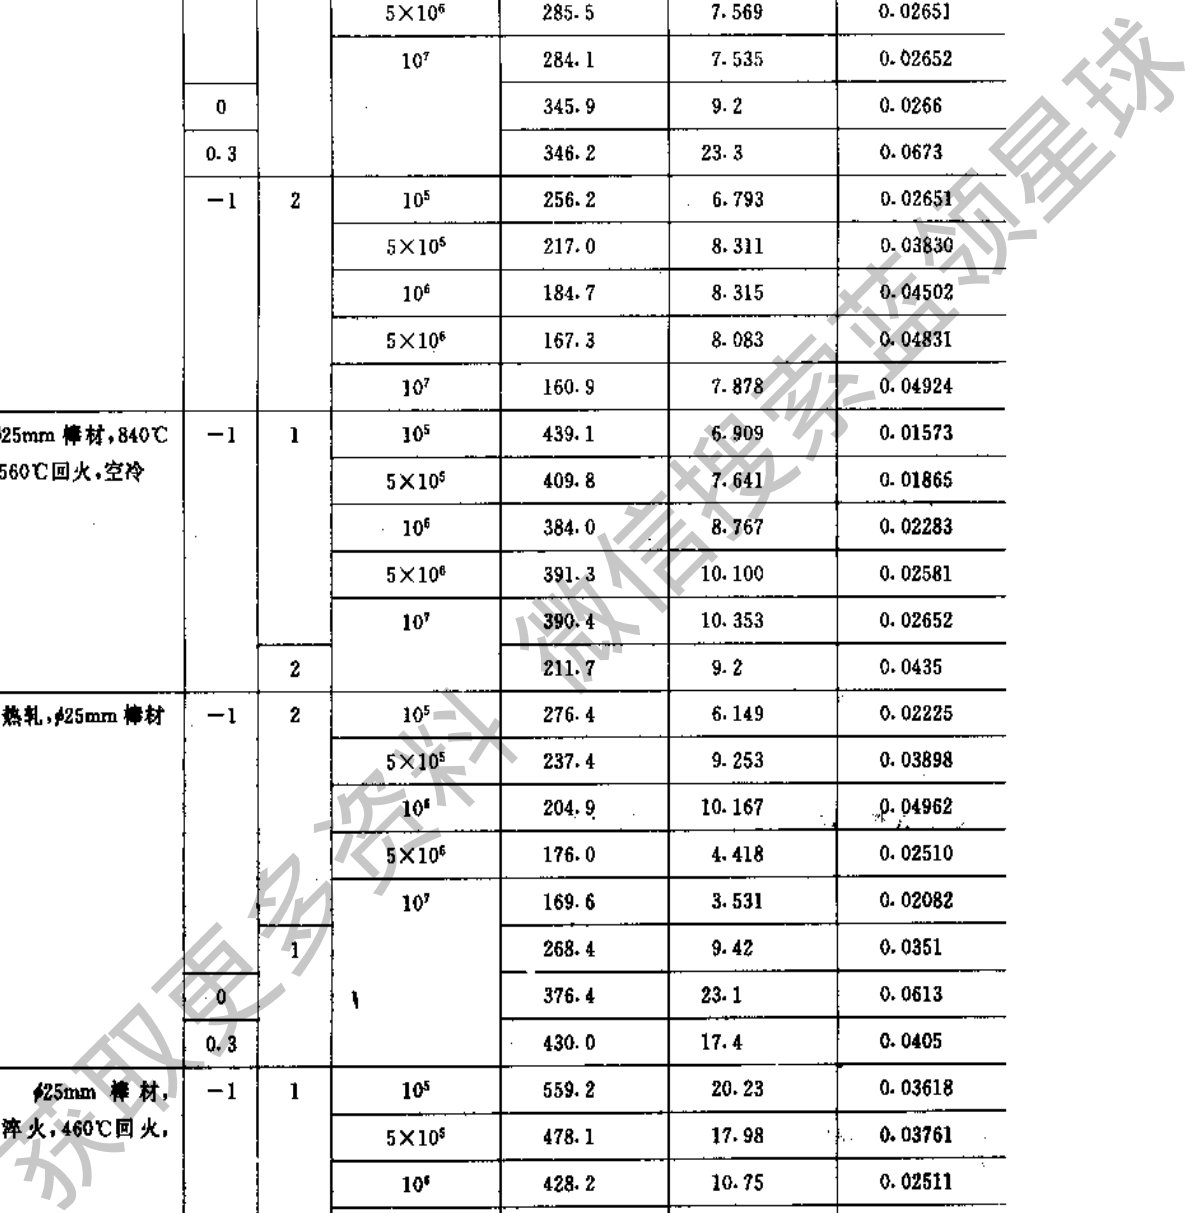 5×10⁶ 285.5 7.569 0.02651
10⁷ 284.1 7.535 0.02652
0 345.9 9.2 0.0266
0.3 346.2 23.3 0.0673
−1 2 10⁵ 256.2 6.793 0.02651
5×10⁵ 217.0 8.311 0.03830
10⁶ 184.7 8.315 0.04502
5×10⁶ 167.3 8.083 0.04831
10⁷ 160.9 7.878 0.04924
25mm 棒材,840℃ −1 1 10⁵ 439.1 6.909 0.01573
560℃回火,空冷 5×10⁵ 409.8 7.641 0.01865
10⁶ 384.0 8.767 0.02283
5×10⁶ 391.3 10.100 0.02581
10⁷ 390.4 10.353 0.02652
2 211.7 9.2 0.0435
热轧,ϕ25mm 棒材 −1 2 10⁵ 276.4 6.149 0.02225
5×10⁵ 237.4 9.253 0.03898
10⁶ 204.9 10.167 0.04962
5×10⁶ 176.0 4.418 0.02510
10⁷ 169.6 3.531 0.02082
1 268.4 9.42 0.0351
0 376.4 23.1 0.0613
0.3 430.0 17.4 0.0405
ϕ25mm 棒材, −1 1 10⁵ 559.2 20.23 0.03618
淬火,460℃回火, 5×10⁵ 478.1 17.98 0.03761
10⁶ 428.2 10.75 0.02511
获取更多资料 微信搜索蓝领星球